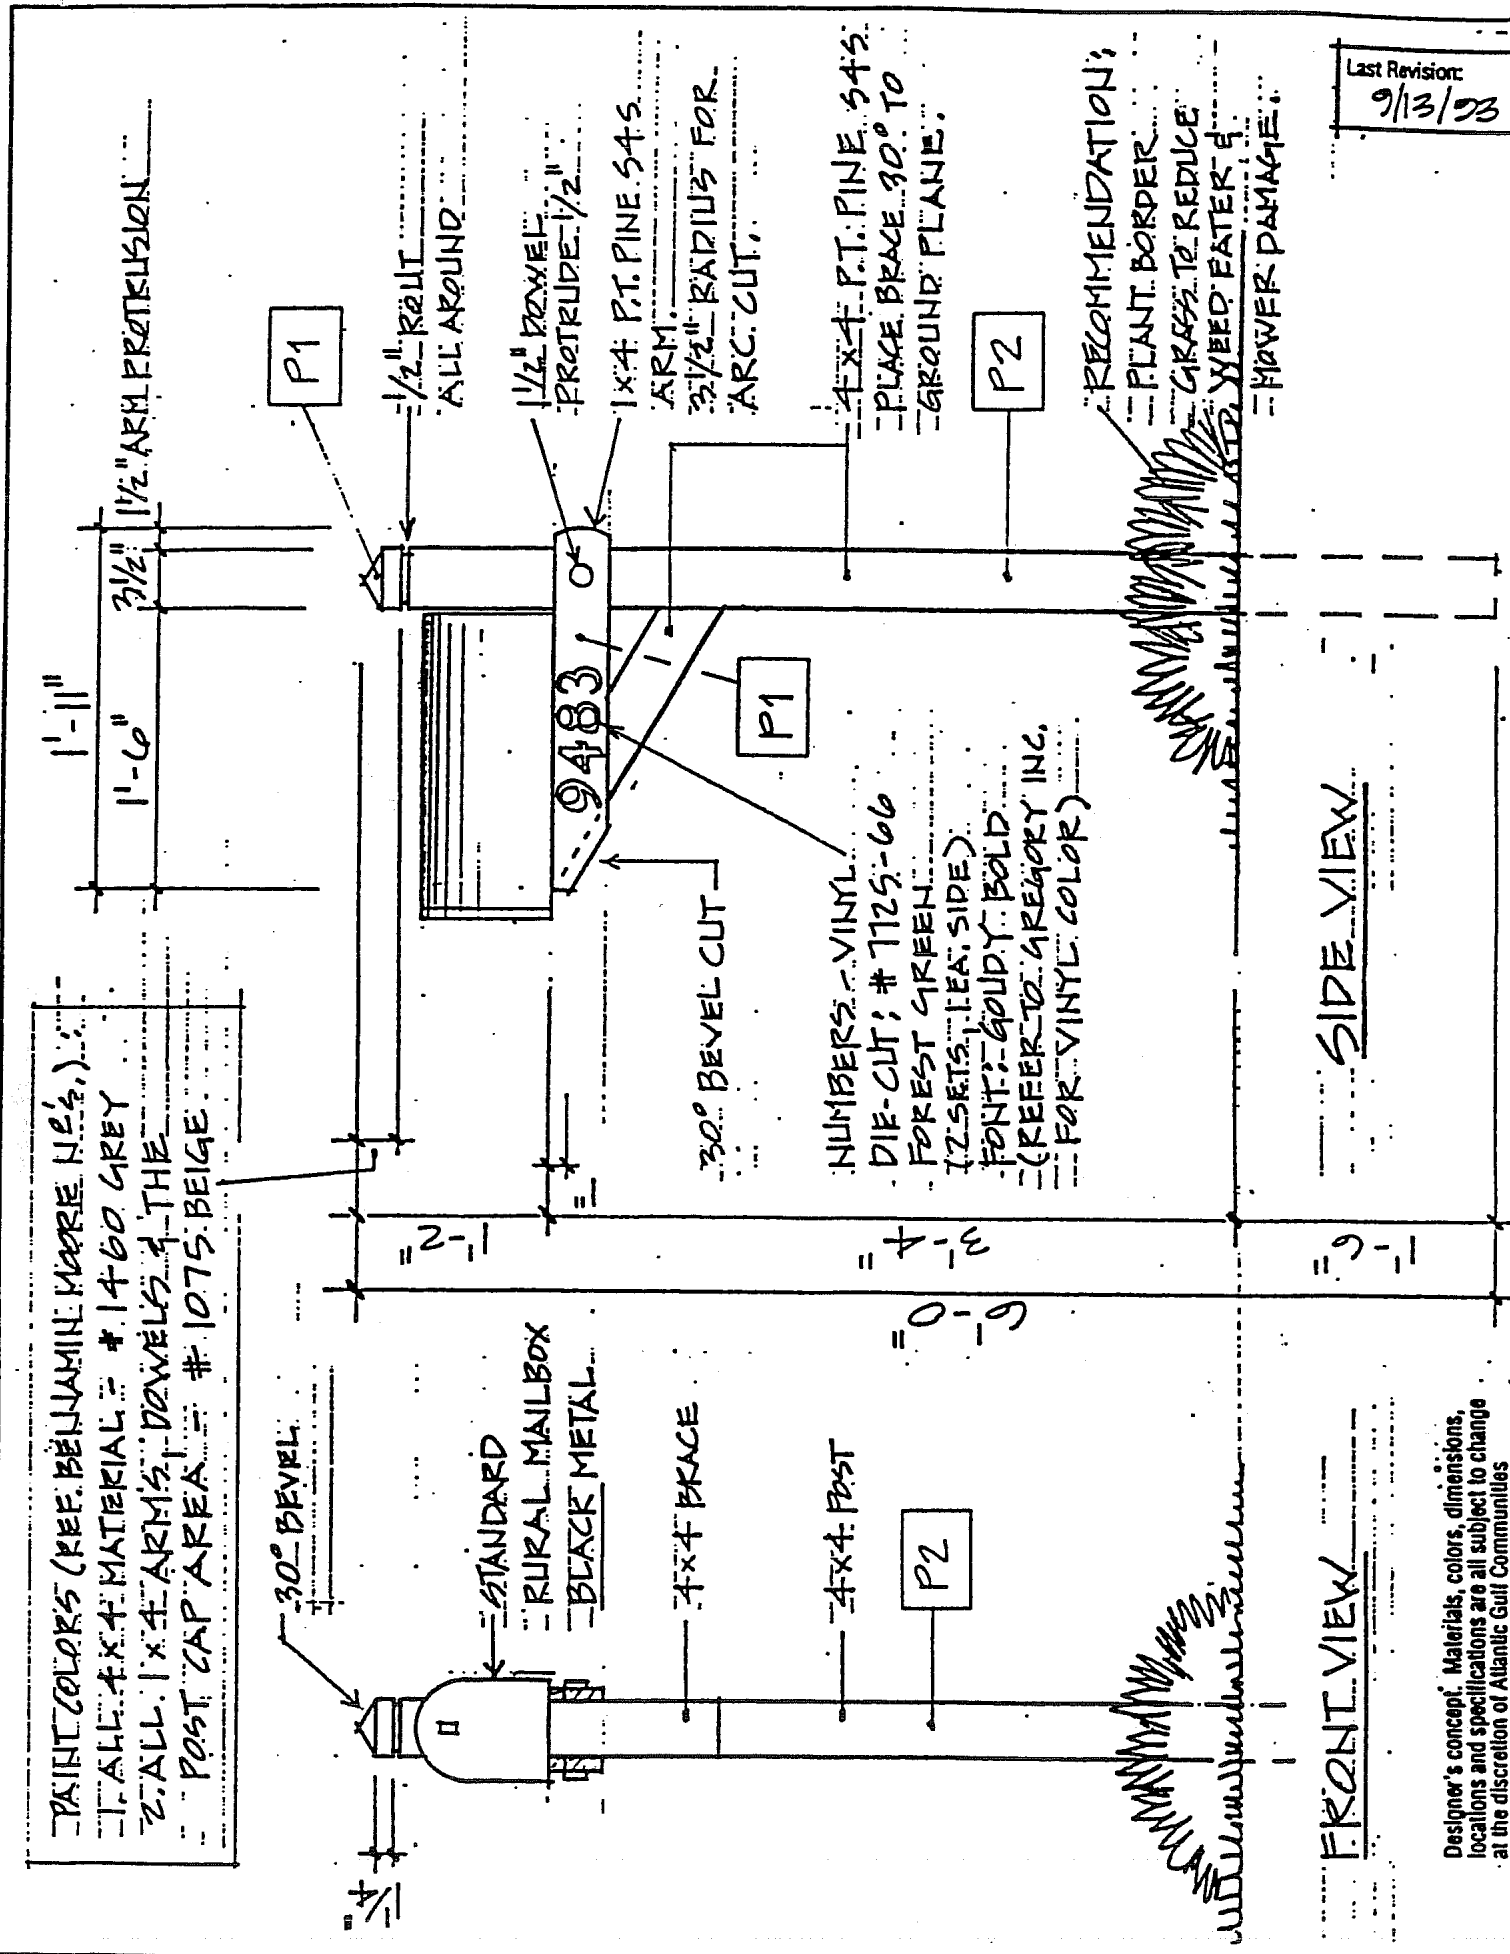 PAINT COLORS (REF. BENJAMIN MOORE Nos.):
1. ALL 4x4 MATERIAL - #1460 GREY
2. ALL 1x4 ARMS, DOWELS & THE
POST CAP AREA - #1075 BEIGE
1'-11"
1'-6"
3 1/2"
1 1/2" ARM PROTRUSION
30° BEVEL
STANDARD
RURAL MAILBOX
BLACK METAL
4x4 BRACE
4x4 POST
P2
FRONT VIEW
1'-2"
3'-4"
1'-6"
6'-0"
1"
30° BEVEL CUT
NUMBERS - VINYL
DIE-CUT; #7725-66
FOREST GREEN
(2 SETS, 1 EA. SIDE)
FONT: GOUDY BOLD
(REFER TO GREGORY INC.
FOR VINYL COLOR)
9483
P1
P1
1/2" ROUT
ALL AROUND
1 1/2" DOWEL
PROTRUDE 1/2"
1x4 P.T. PINE S4S
ARM.
3 1/2" RADIUS FOR
ARC CUT.
4x4 P.T. PINE S4S
PLACE BRACE 30° TO
GROUND PLANE.
P2
RECOMMENDATION;
PLANT BORDER
GRASS TO REDUCE
WEED EATER &
MOWER DAMAGE.
SIDE VIEW
Designer's concept. Materials, colors, dimensions,
locations and specifications are all subject to change
at the discretion of Atlantic Gulf Communities
Last Revision:
9/13/93